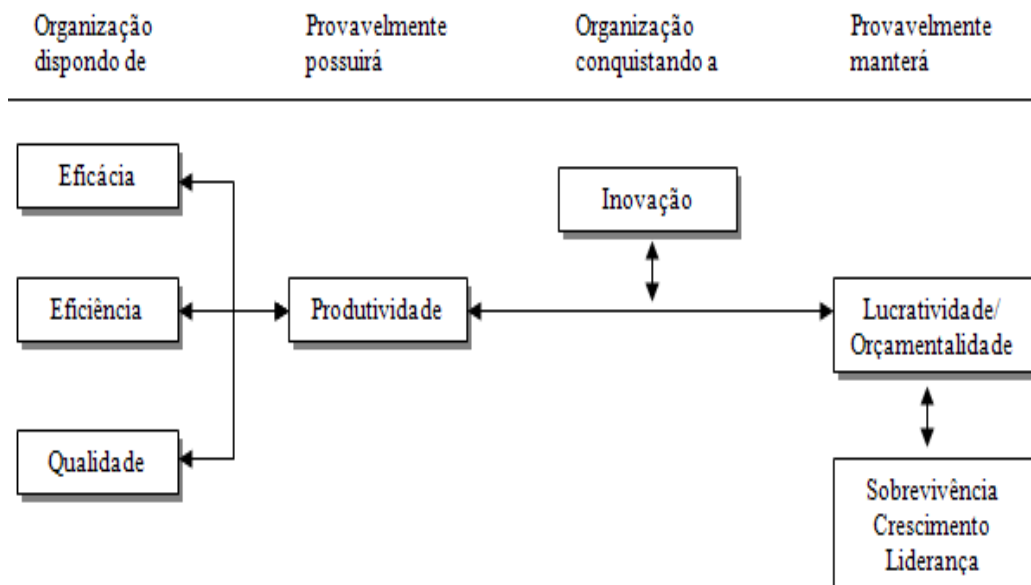 Organização
dispondo de
Provavelmente
possuirá
Organização
conquistando a
Provavelmente
manterá
Eficácia
Inovação
Eficiência
Produtividade
Lucratividade/
Orçamentalidade
Qualidade
Sobrevivência
Crescimento
Liderança